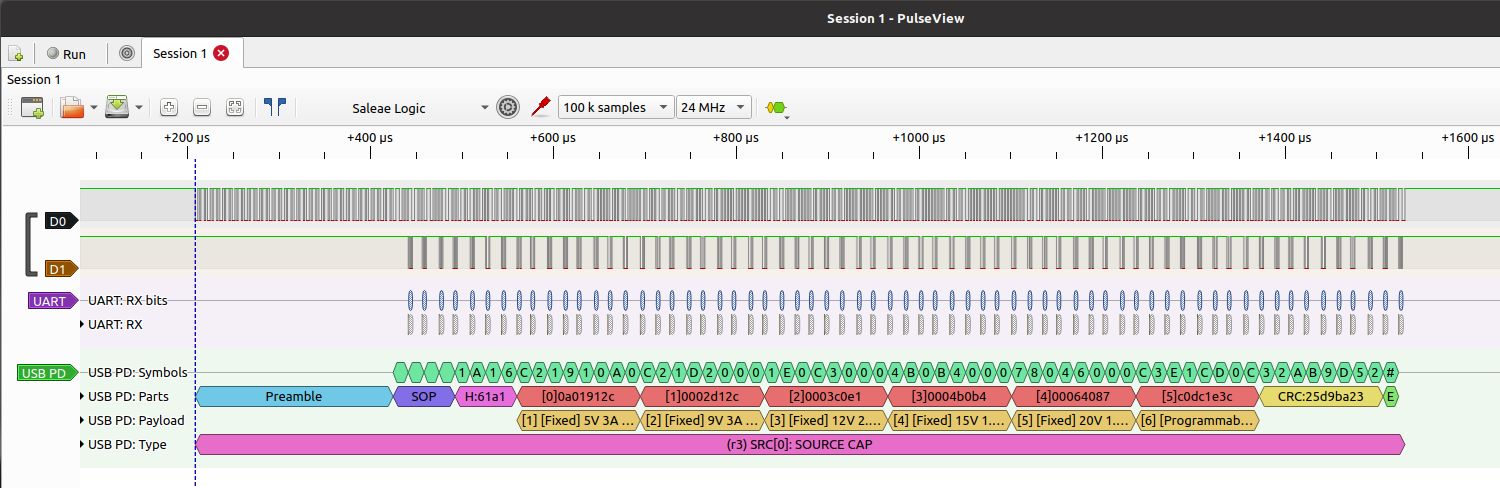 Session 1 - PulseView
Run
Session 1
Session 1
Saleae Logic
100 k samples
24 MHz
+200 µs +400 µs +600 µs +800 µs +1000 µs +1200 µs +1400 µs +1600 µs
D0
D1
UART UART: RX bits
UART: RX
USB PD USB PD: Symbols 1 A 1 6 C 2 1 9 1 0 A 0 C 2 1 D 2 0 0 0 1 E 0 C 3 0 0 0 4 B 0 B 4 0 0 0 7 8 0 4 6 0 0 0 C 3 E 1 C D 0 C 3 2 A B 9 D 5 2 #
USB PD: Parts Preamble SOP H:61a1 [0]0a01912c [1]0002d12c [2]0003c0e1 [3]0004b0b4 [4]00064087 [5]c0dc1e3c CRC:25d9ba23 E
USB PD: Payload [1] [Fixed] 5V 3A ... [2] [Fixed] 9V 3A ... [3] [Fixed] 12V 2.... [4] [Fixed] 15V 1.... [5] [Fixed] 20V 1.... [6] [Programmab...
USB PD: Type (r3) SRC[0]: SOURCE CAP